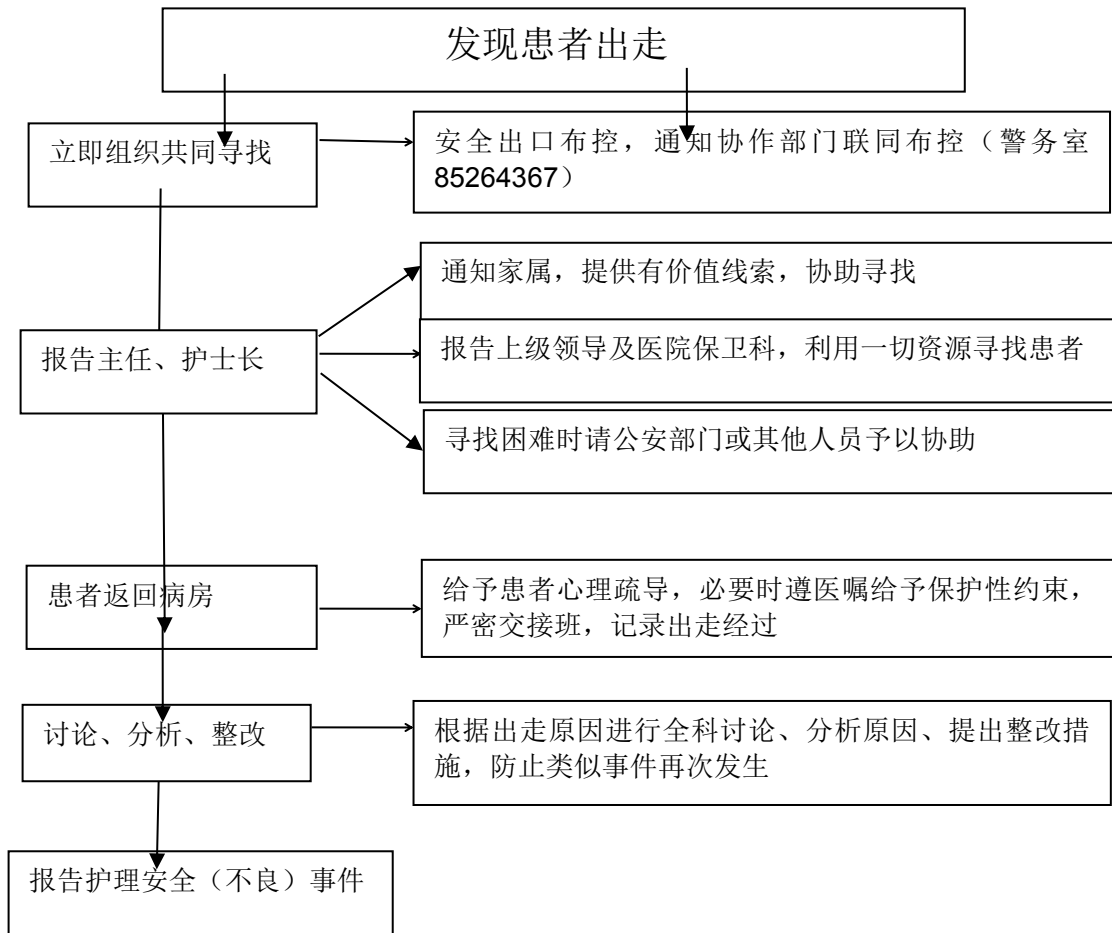 发现患者出走
立即组织共同寻找
安全出口布控，通知协作部门联同布控（警务室
85264367）
通知家属，提供有价值线索，协助寻找
报告主任、护士长
报告上级领导及医院保卫科，利用一切资源寻找患者
寻找困难时请公安部门或其他人员予以协助
患者返回病房
给予患者心理疏导，必要时遵医嘱给予保护性约束，
严密交接班，记录出走经过
讨论、分析、整改
根据出走原因进行全科讨论、分析原因、提出整改措
施，防止类似事件再次发生
报告护理安全（不良）事件